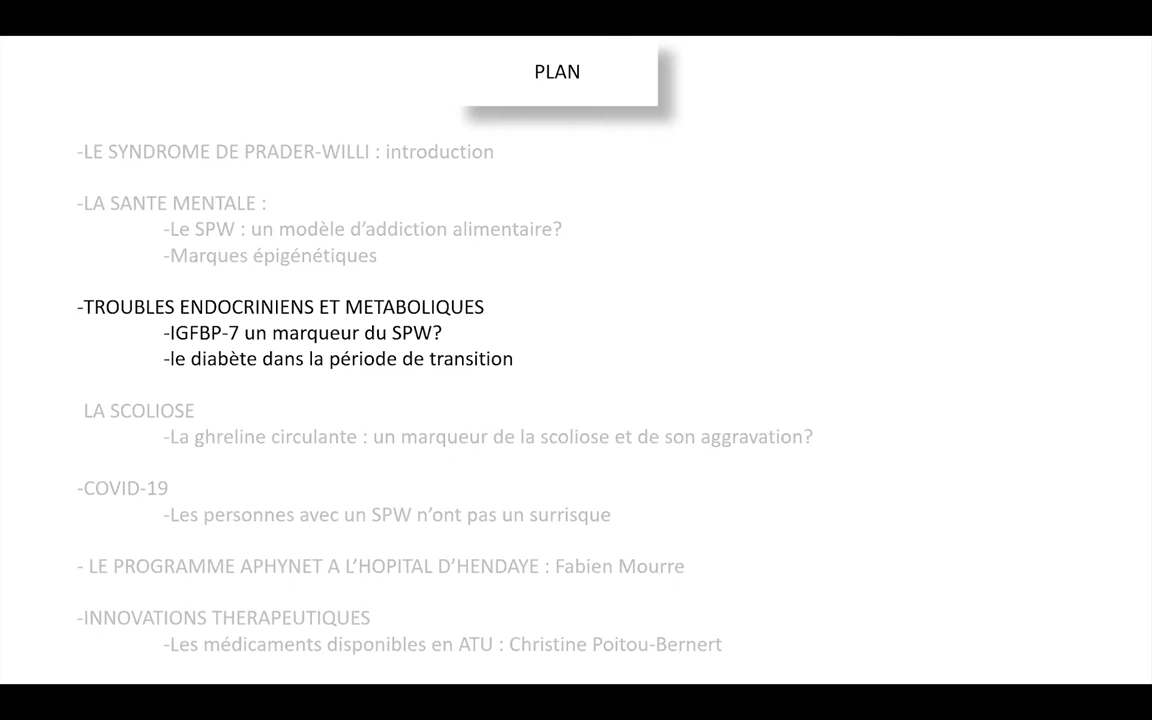 PLAN
-LE SYNDROME DE PRADER-WILLI : introduction
-LA SANTE MENTALE :
-Le SPW : un modèle d’addiction alimentaire?
-Marques épigénétiques
-TROUBLES ENDOCRINIENS ET METABOLIQUES
-IGFBP-7 un marqueur du SPW?
-le diabète dans la période de transition
LA SCOLIOSE
-La ghreline circulante : un marqueur de la scoliose et de son aggravation?
-COVID-19
-Les personnes avec un SPW n’ont pas un surrisque
- LE PROGRAMME APHYNET A L’HOPITAL D’HENDAYE : Fabien Mourre
-INNOVATIONS THERAPEUTIQUES
-Les médicaments disponibles en ATU : Christine Poitou-Bernert